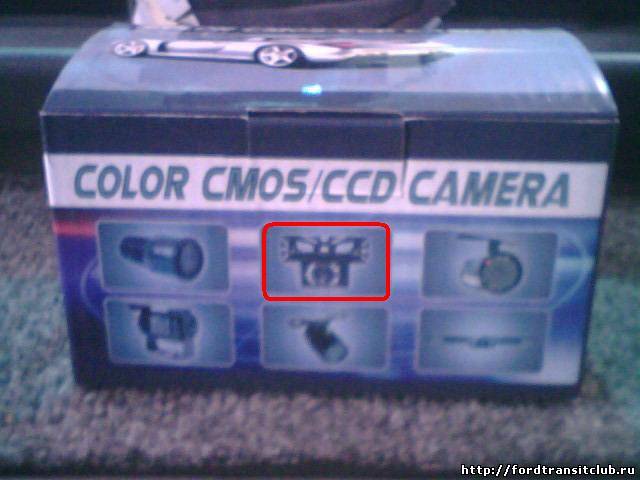 COLOR CMOS/CCD CAMERA
http://fordtransitclub.ru